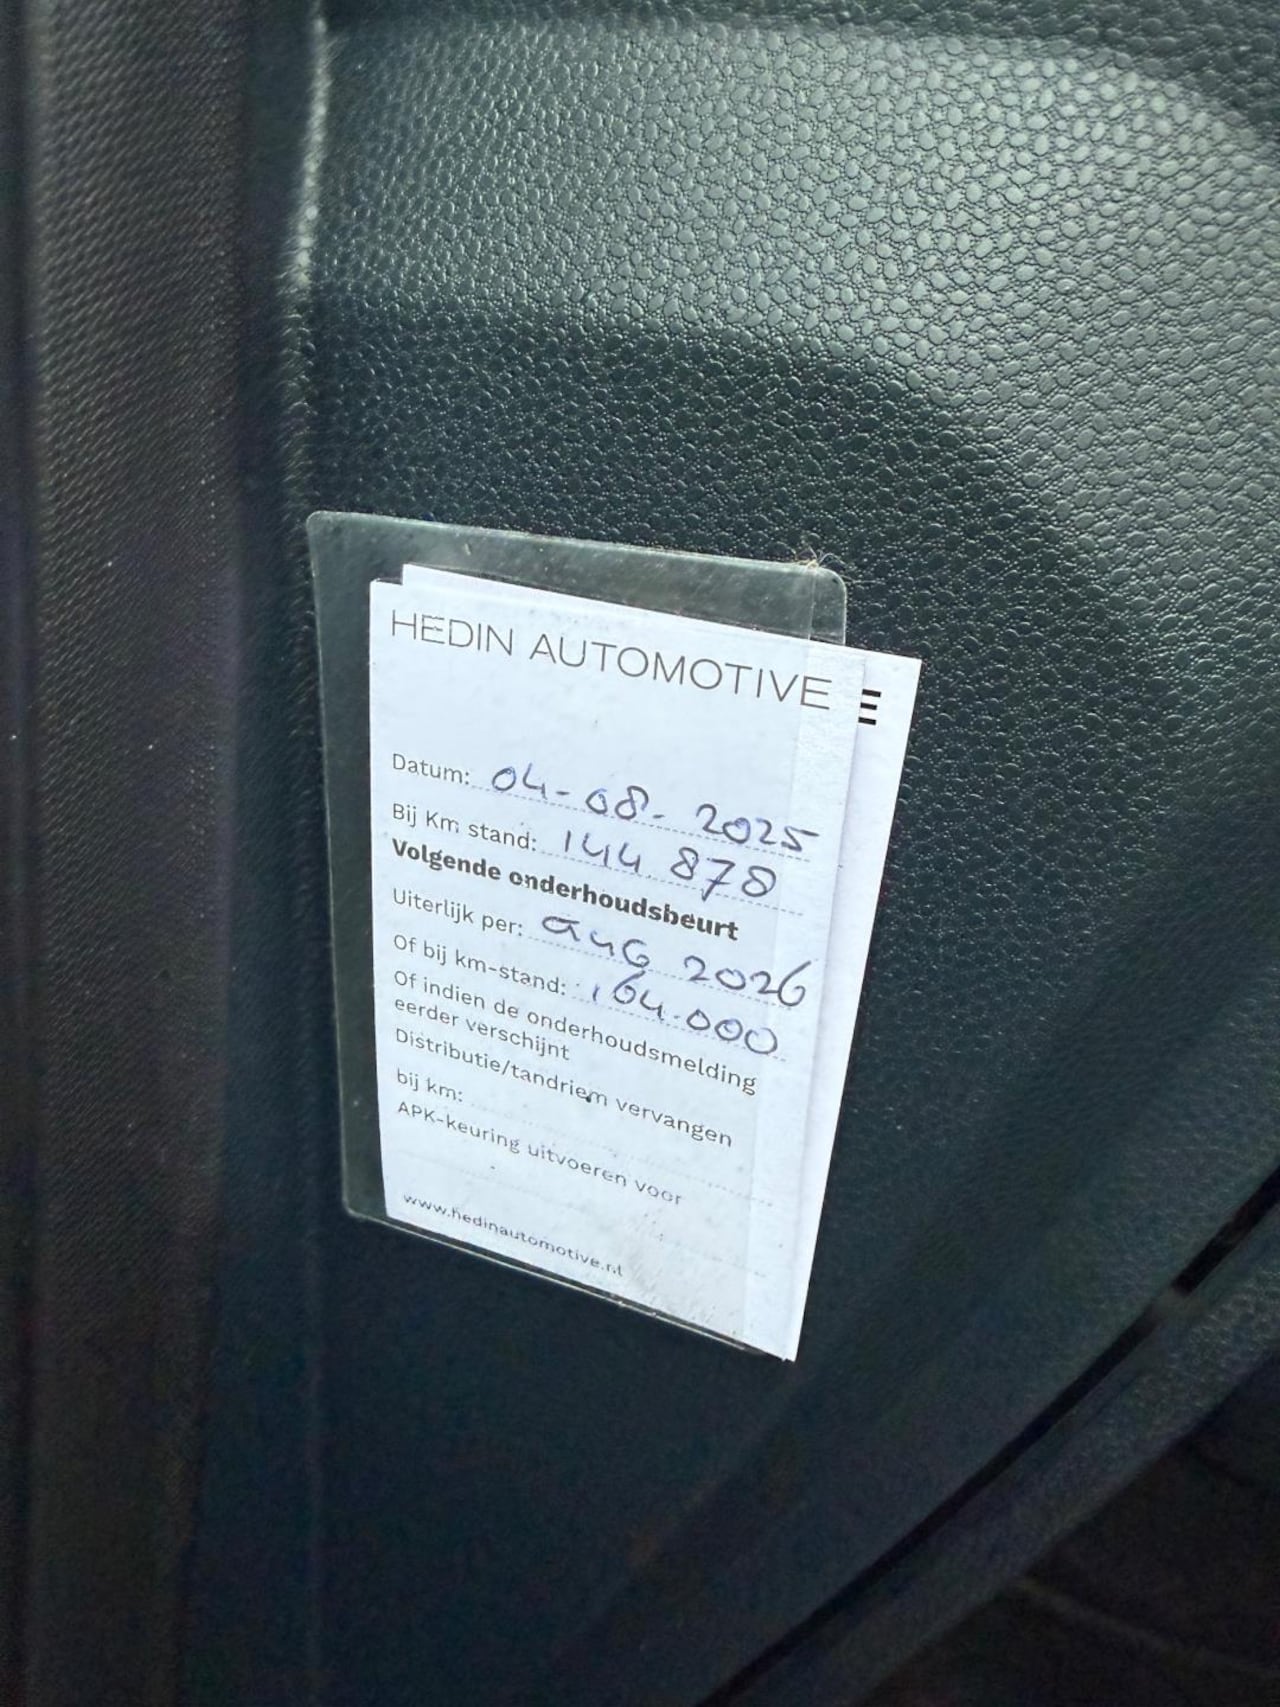 HEDIN AUTOMOTIVE
E
Datum: 04-08-2025
Bij Km stand: 144 878
Volgende onderhoudsbeurt
Uiterlijk per: aug 2026
Of bij km-stand: 164.000
Of indien de onderhoudsmelding
eerder verschijnt
Distributie/tandriem vervangen
bij km:
APK-keuring uitvoeren voor
www.hedinautomotive.nl